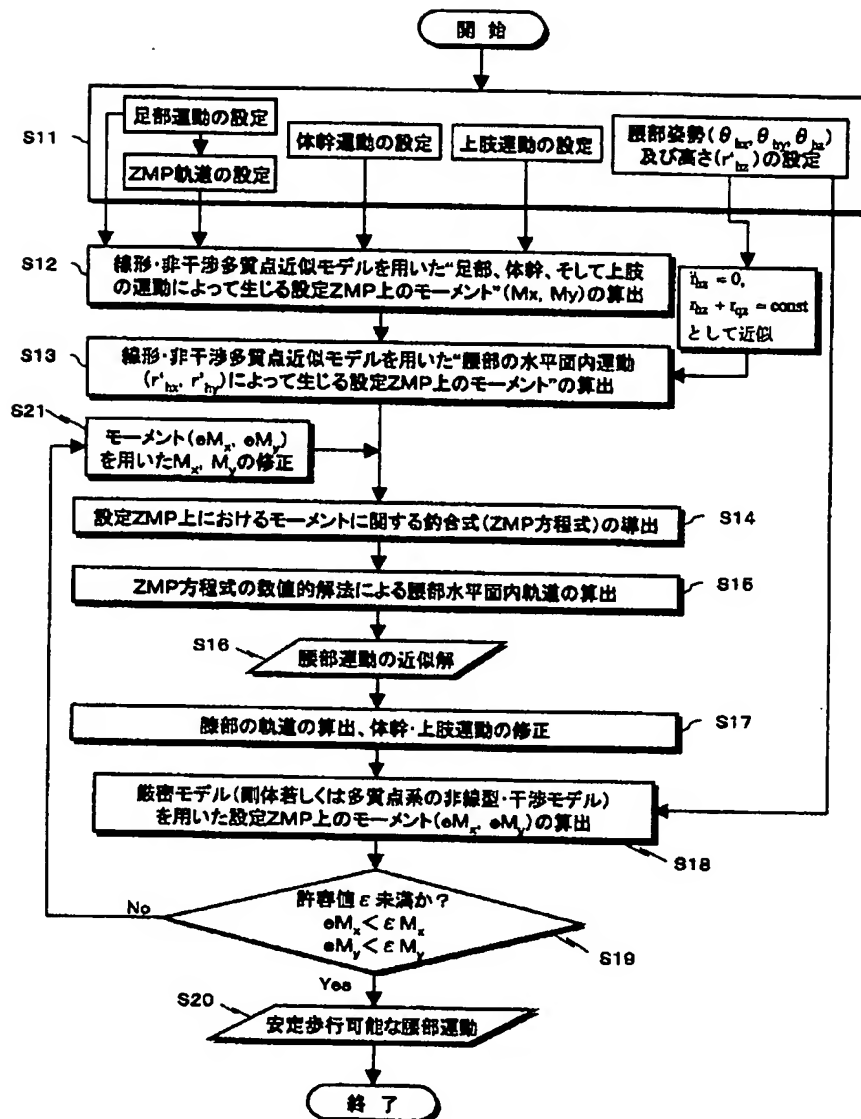 開 始
S11
足部運動の設定
ZMP軌道の設定
体幹運動の設定
上肢運動の設定
腰部姿勢(θhx, θhy, θhz)
及び高さ(r'hz)の設定
S12
線形・非干渉多質点近似モデルを用いた“足部、体幹、そして上肢
の運動によって生じる設定ZMP上のモーメント”(Mx, My)の算出
r̈hz = 0,
rhz + rqz = const
として近似
S13
線形・非干渉多質点近似モデルを用いた“腰部の水平面内運動
(r'hx, r'hy)によって生じる設定ZMP上のモーメント”の算出
S21
モーメント(eMx, eMy)
を用いたMx, Myの修正
設定ZMP上におけるモーメントに関する釣合式(ZMP方程式)の導出
S14
ZMP方程式の数値的解法による腰部水平面内軌道の算出
S15
S16
腰部運動の近似解
膝部の軌道の算出、体幹・上肢運動の修正
S17
厳密モデル(剛体若しくは多質点系の非線型・干渉モデル)
を用いた設定ZMP上のモーメント(eMx, eMy)の算出
S18
No
許容値ε未満か?
eMx < εMx
eMy < εMy
S19
Yes
S20
安定歩行可能な腰部運動
終 了